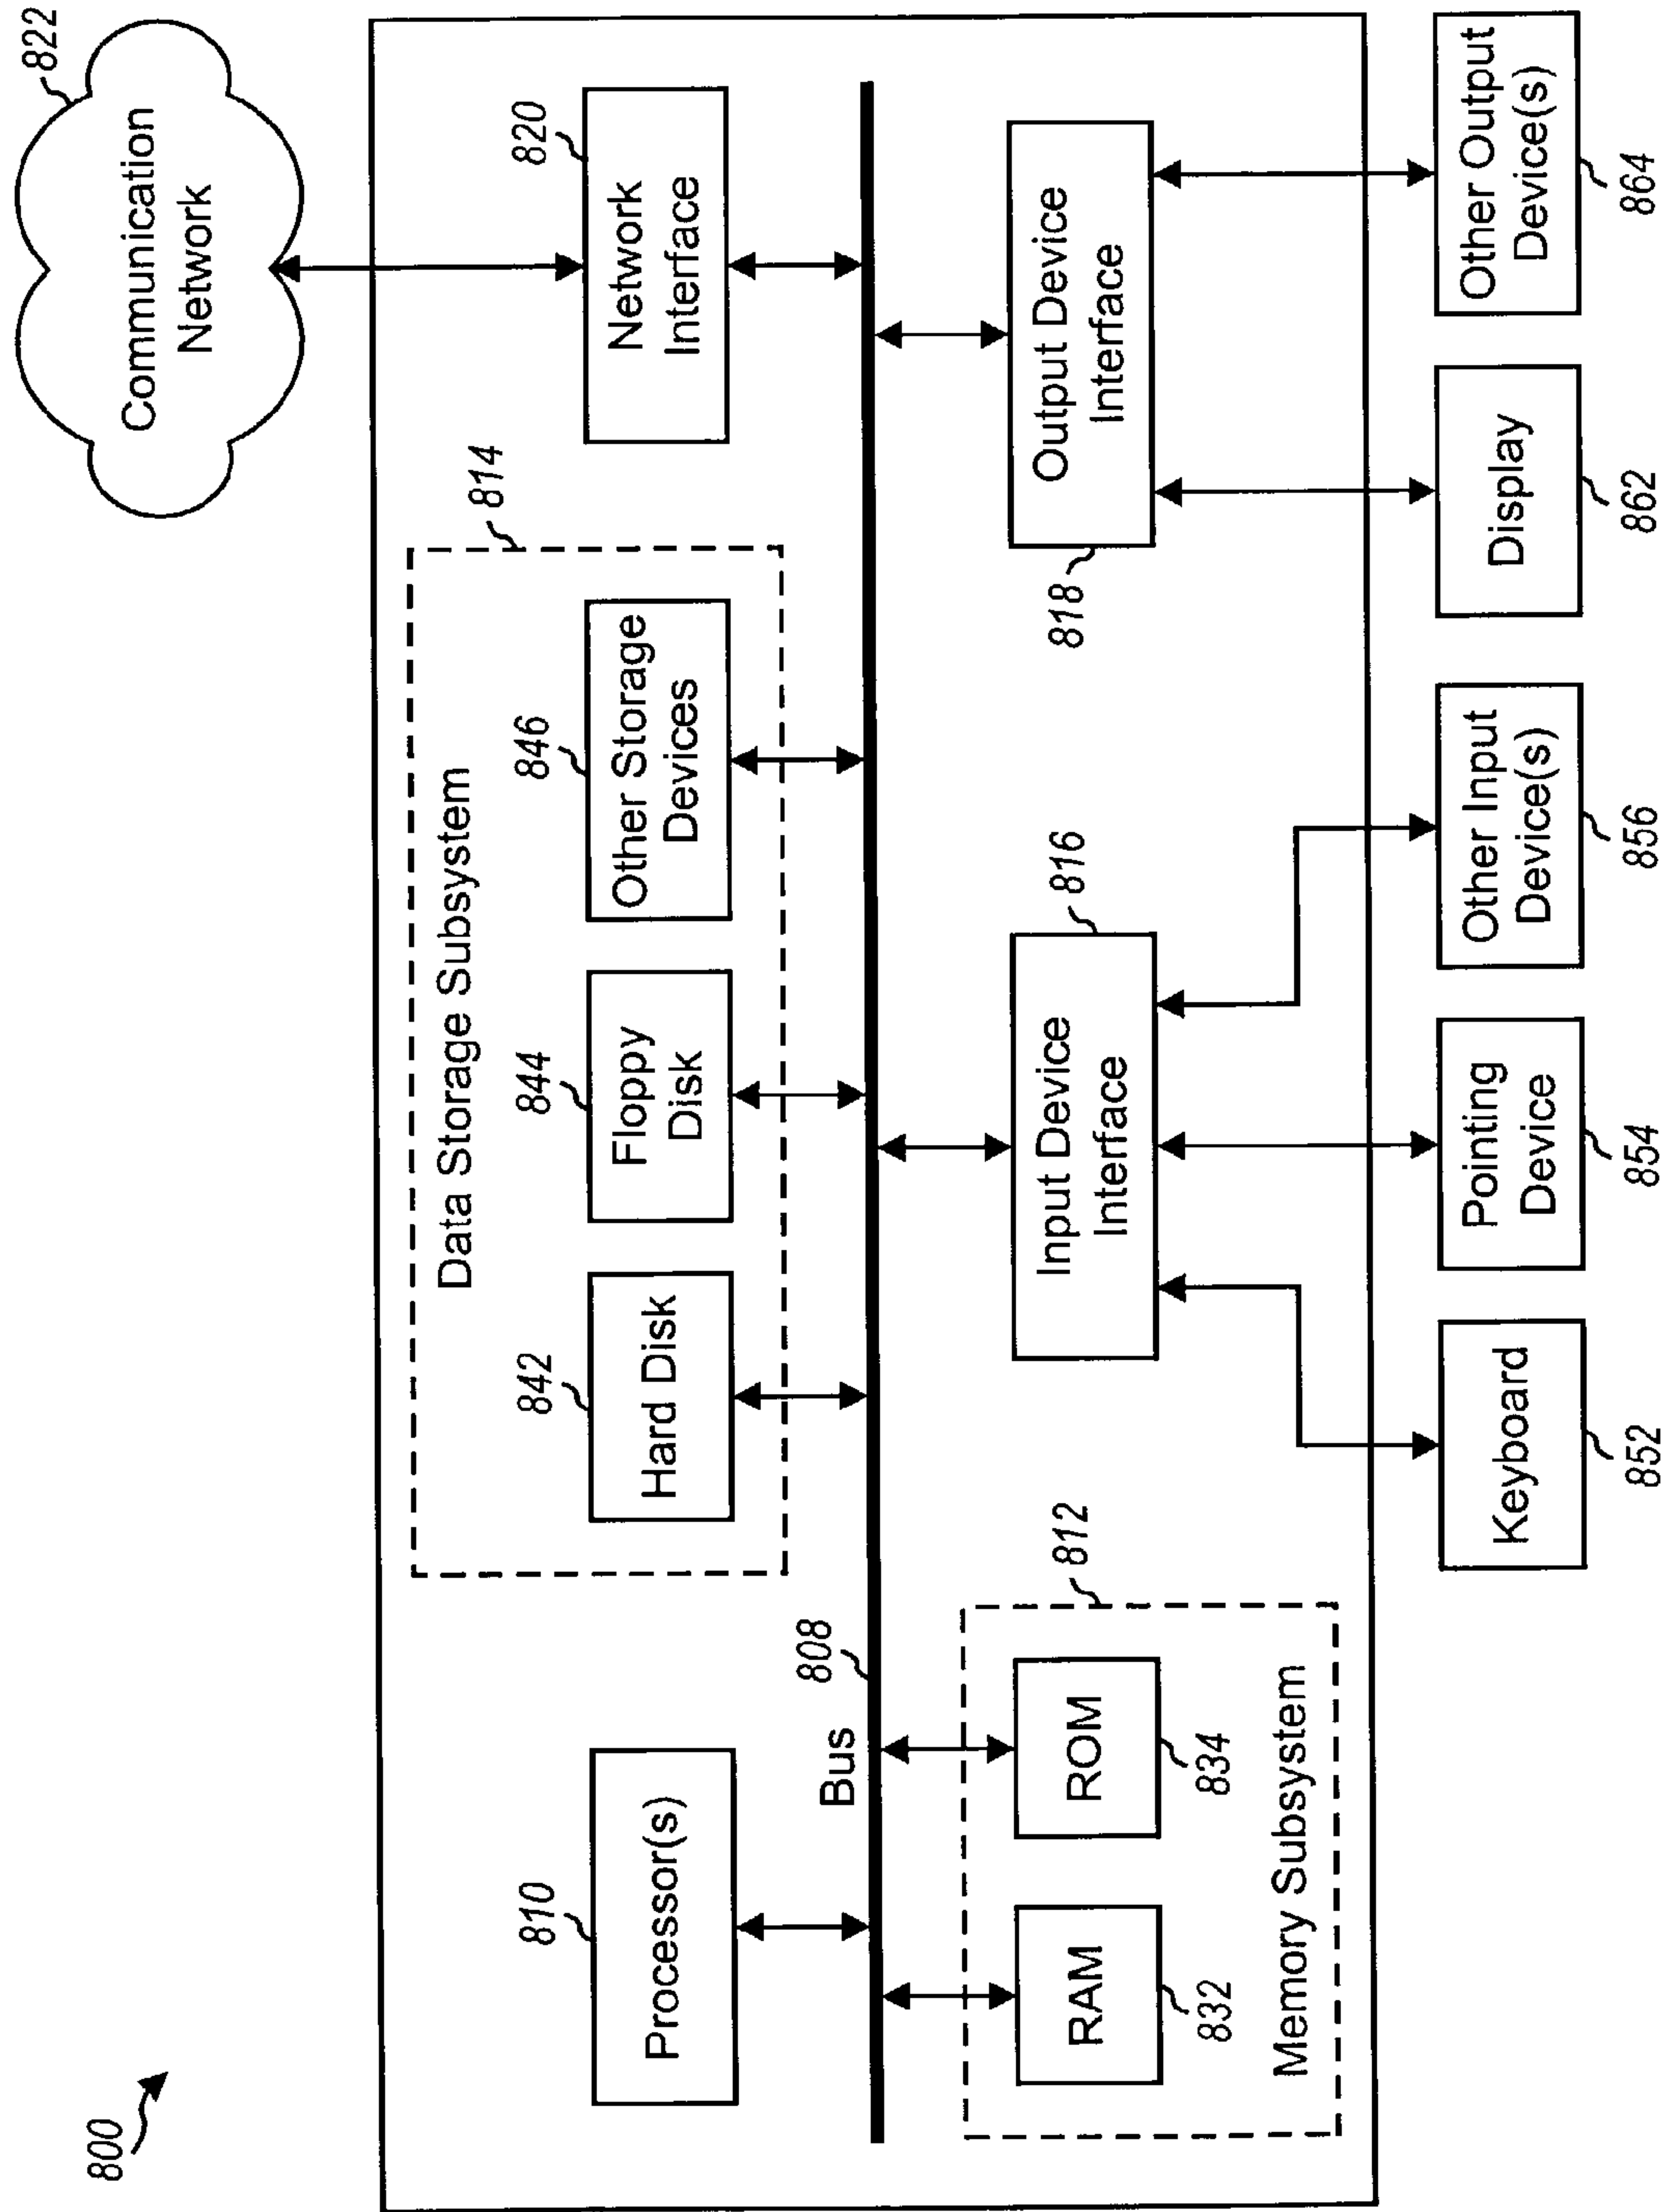 800
Communication
Network
822
810
Processor(s)
814
Data Storage Subsystem
842
Hard Disk
844
Floppy
Disk
846
Other Storage
Devices
820
Network
Interface
Bus
808
812
RAM
832
ROM
834
Memory Subsystem
816
Input Device
Interface
818
Output Device
Interface
Keyboard
852
Pointing
Device
854
Other Input
Device(s)
856
Display
862
Other Output
Device(s)
864